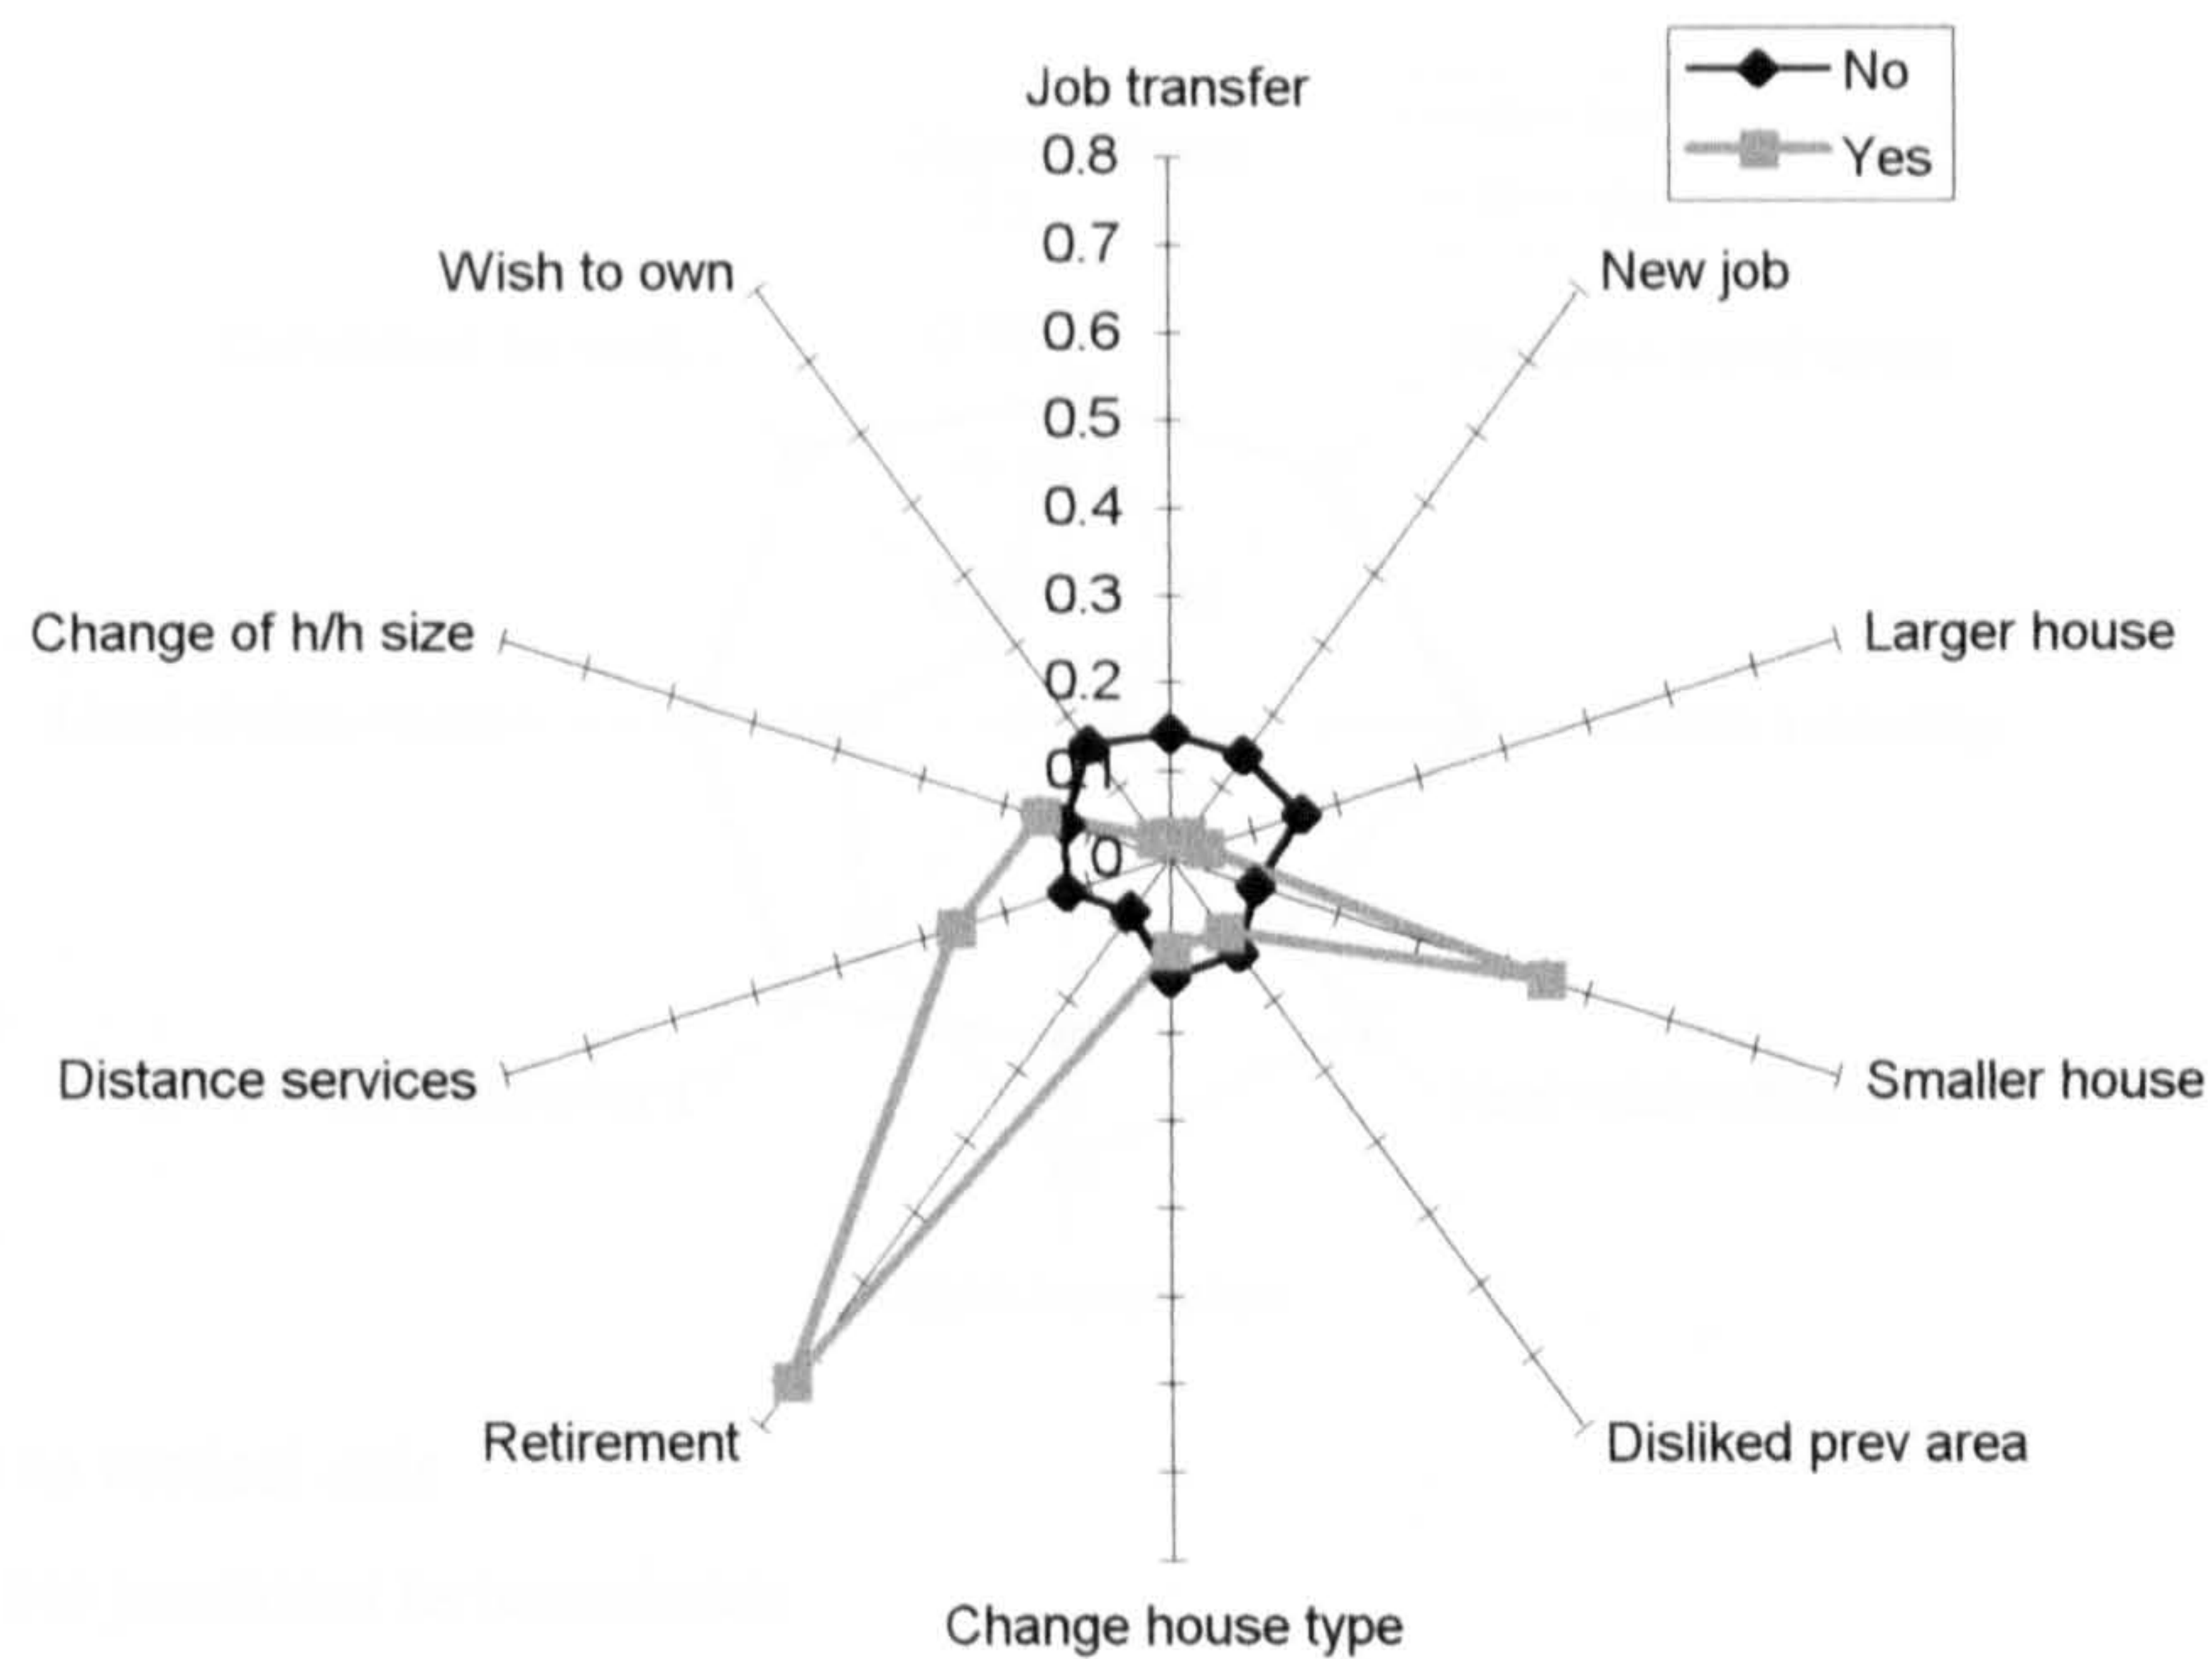 Job transfer
No
Yes
0.8
0.7
0.6
0.5
0.4
0.3
0.2
0.1
0
Wish to own
New job
Change of h/h size
Larger house
Distance services
Smaller house
Retirement
Disliked prev area
Change house type